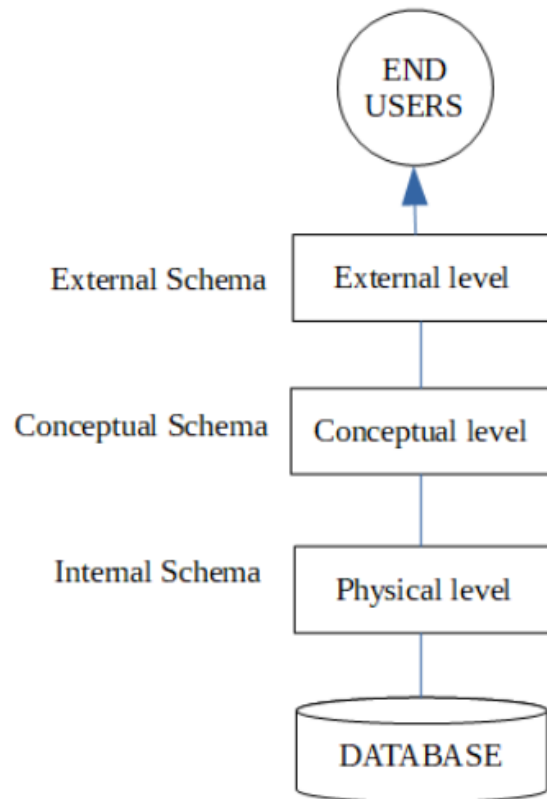 END
USERS
External Schema
External level
Conceptual Schema
Conceptual level
Internal Schema
Physical level
DATABASE